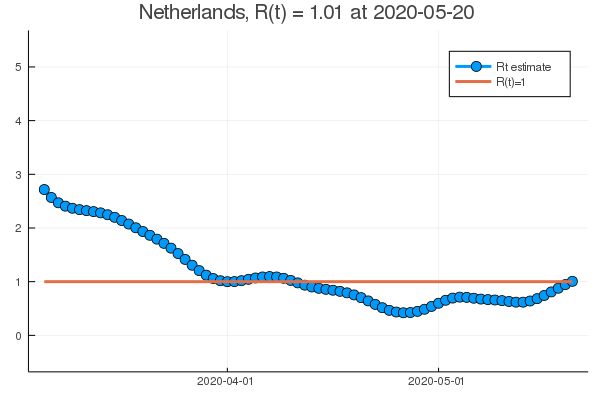 Netherlands, R(t) = 1.01 at 2020-05-20
5
4
3
2
1
0
Rt estimate
R(t)=1
2020-04-01
2020-05-01